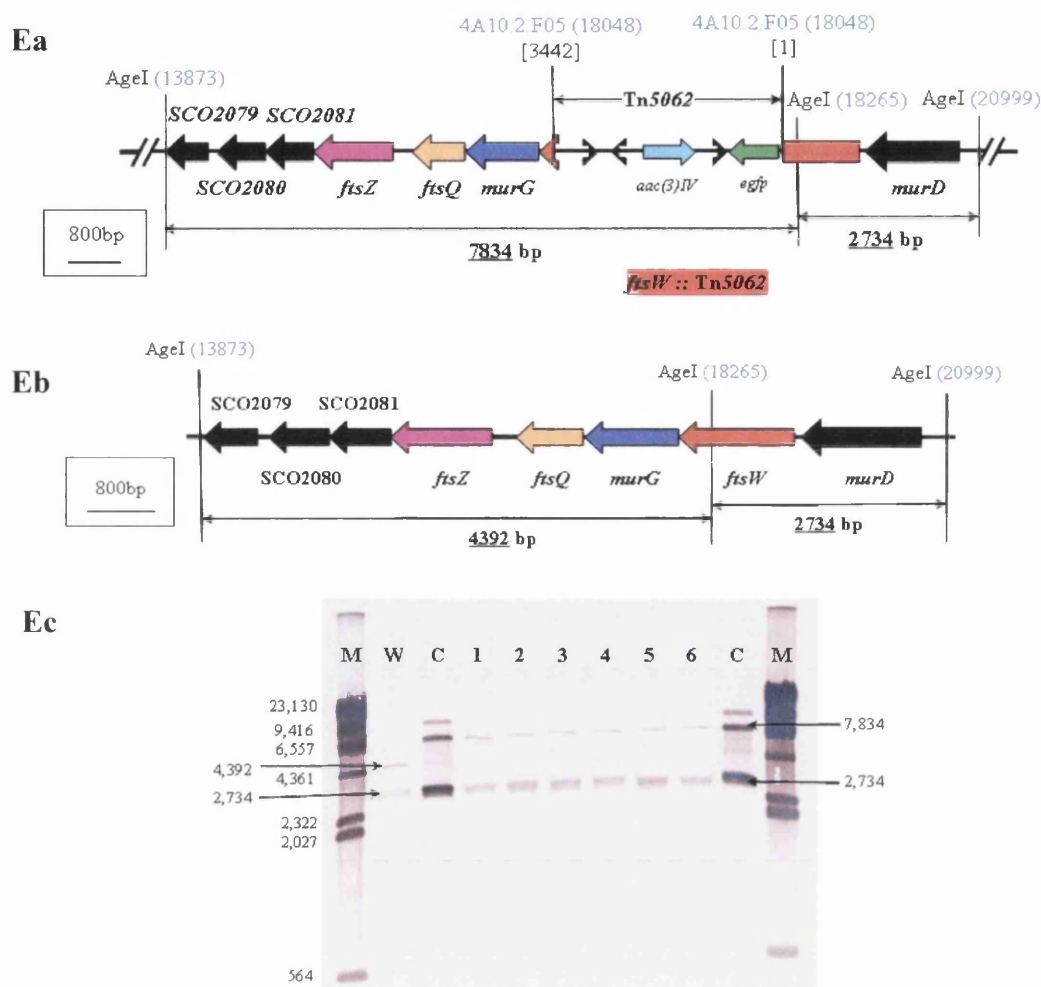 Ea
4A10.2.F05 (18048) 4A10.2.F05 (18048)
[3442] [1]
AgeI (13873) Tn5062 AgeI (18265) AgeI (20999)
SCO2079 SCO2081
SCO2080 ftsZ ftsQ murG aac(3)IV egfp murD
800bp
7834 bp 2734 bp
ftsW :: Tn5062
Eb
AgeI (13873) AgeI (18265) AgeI (20999)
SCO2079 SCO2081
SCO2080 ftsZ ftsQ murG ftsW murD
800bp
4392 bp 2734 bp
Ec
M W C 1 2 3 4 5 6 C M
23,130
9,416 7,834
6,557
4,392
4,361 2,734
2,734
2,322
2,027
564